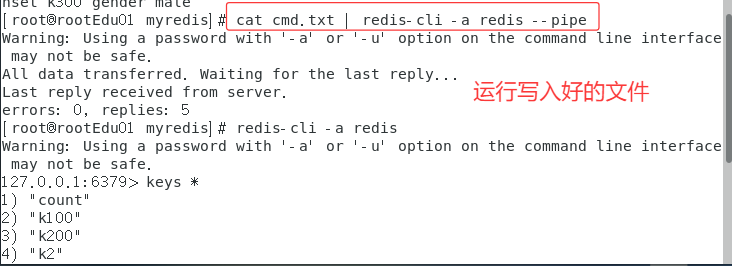 hset k300 gender male
[root@rootEdu01 myredis]# cat cmd.txt | redis-cli -a redis --pipe
Warning: Using a password with '-a' or '-u' option on the command line interface
 may not be safe.
All data transferred. Waiting for the last reply...
Last reply received from server.
errors: 0, replies: 5
运行写入好的文件
[root@rootEdu01 myredis]# redis-cli -a redis
Warning: Using a password with '-a' or '-u' option on the command line interface
 may not be safe.
127.0.0.1:6379> keys *
1) "count"
2) "k100"
3) "k200"
4) "k2"